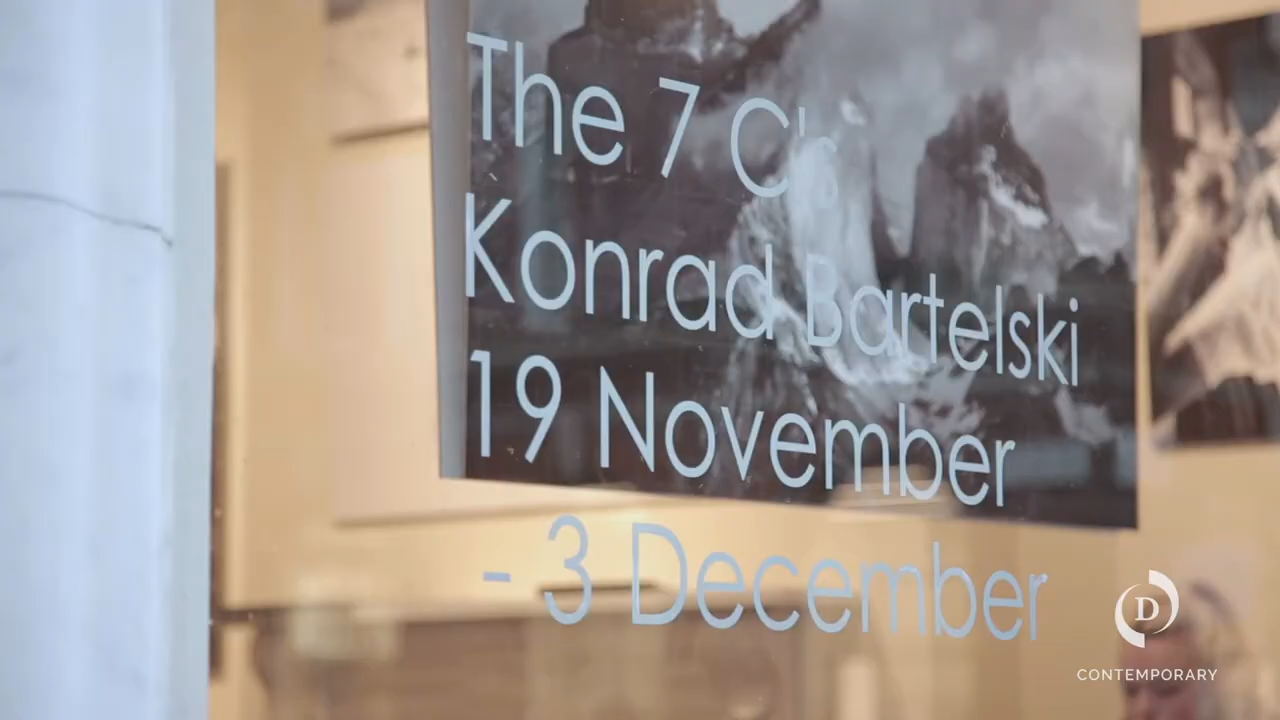 The 7 C's
Konrad Bartelski
19 November
- 3 December
D
CONTEMPORARY